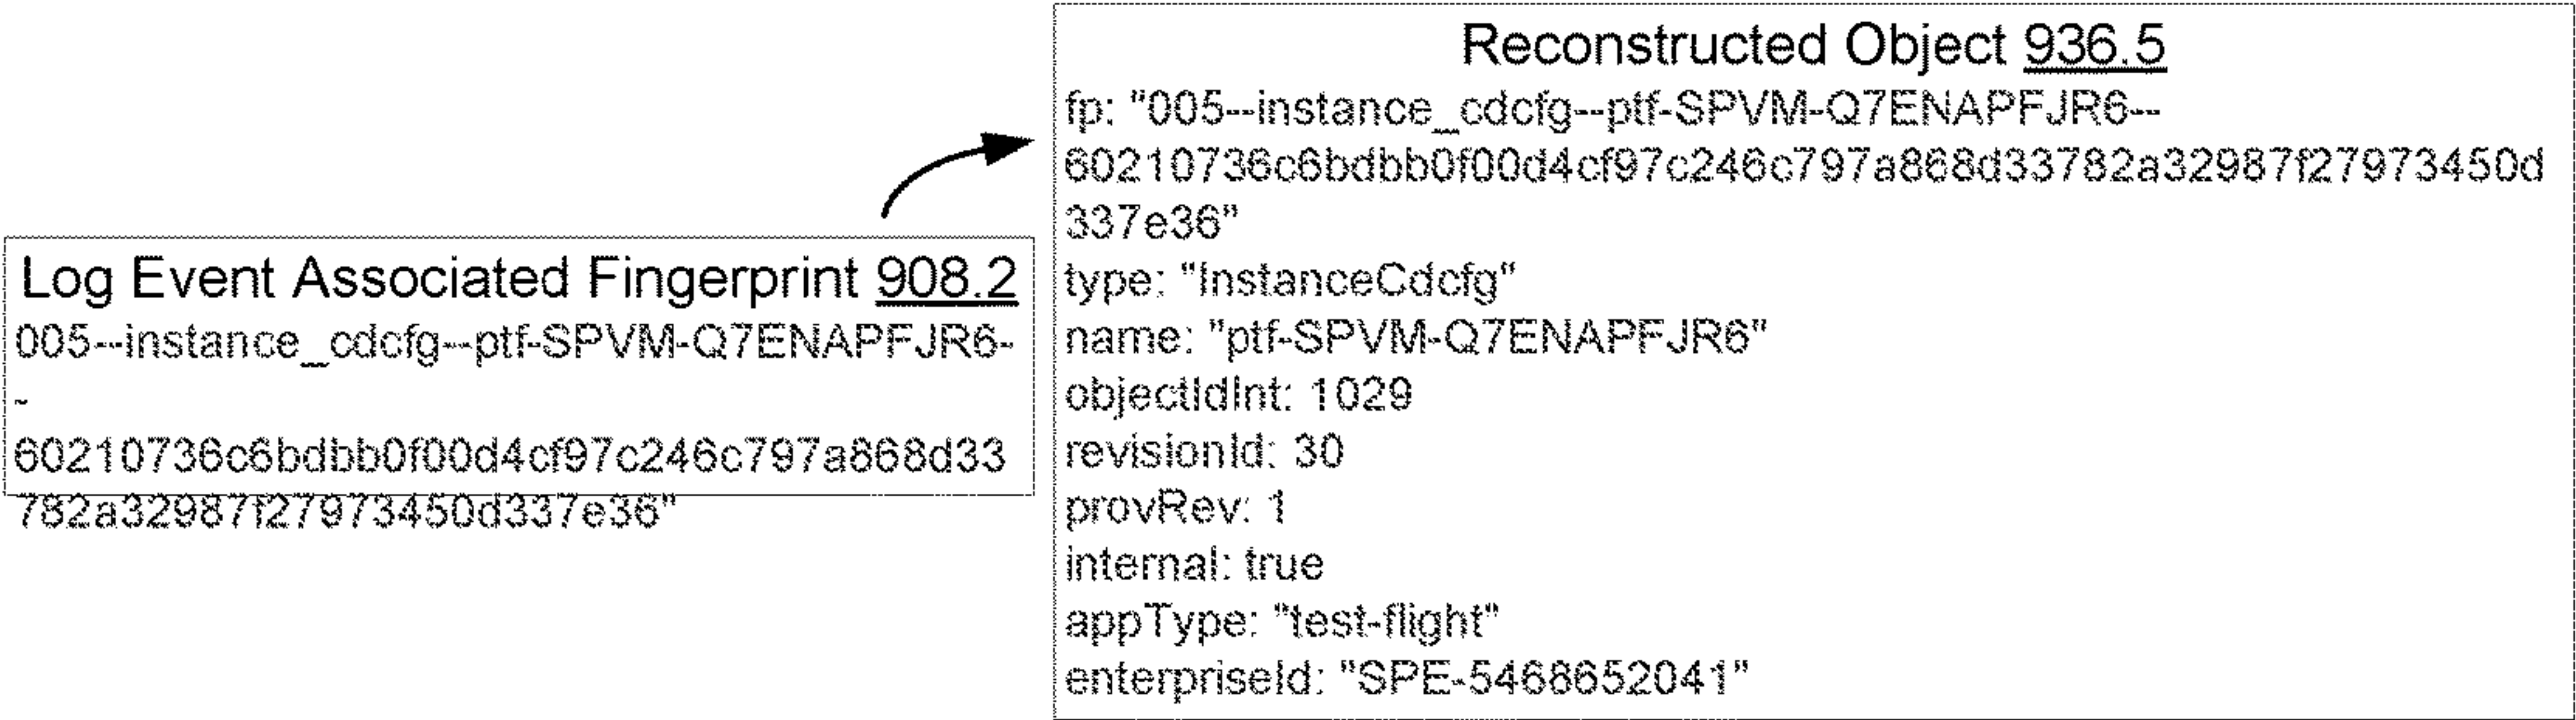 Log Event Associated Fingerprint 908.2
005--instance_cdcfg--ptf-SPVM-Q7ENAPFJR6-
-
60210736c6bdbb0f00d4cf97c246c797a868d33
782a32987f27973450d337e36"
Reconstructed Object 936.5
fp: "005--instance_cdcfg--ptf-SPVM-Q7ENAPFJR6--
60210736c6bdbb0f00d4cf97c246c797a868d33782a32987f27973450d
337e36"
type: "InstanceCdcfg"
name: "ptf-SPVM-Q7ENAPFJR6"
objectIdInt: 1029
revisionId: 30
provRev: 1
internal: true
appType: "test-flight"
enterpriseId: "SPE-5468652041"